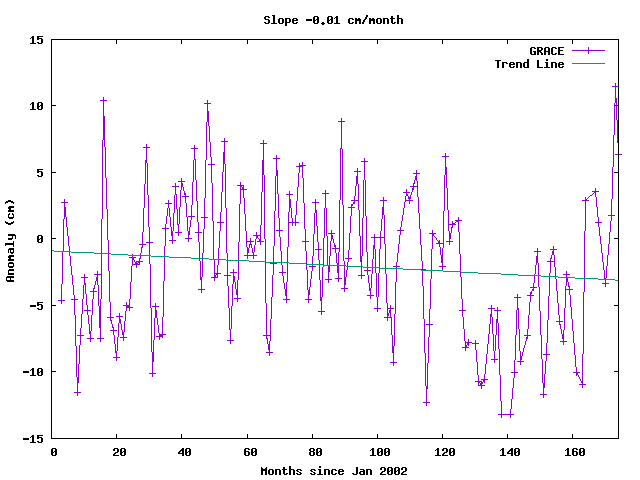 Slope -0.01 cm/month
GRACE
Trend Line
15
10
5
0
-5
-10
-15
Anomaly (cm)
0 20 40 60 80 100 120 140 160
Months since Jan 2002